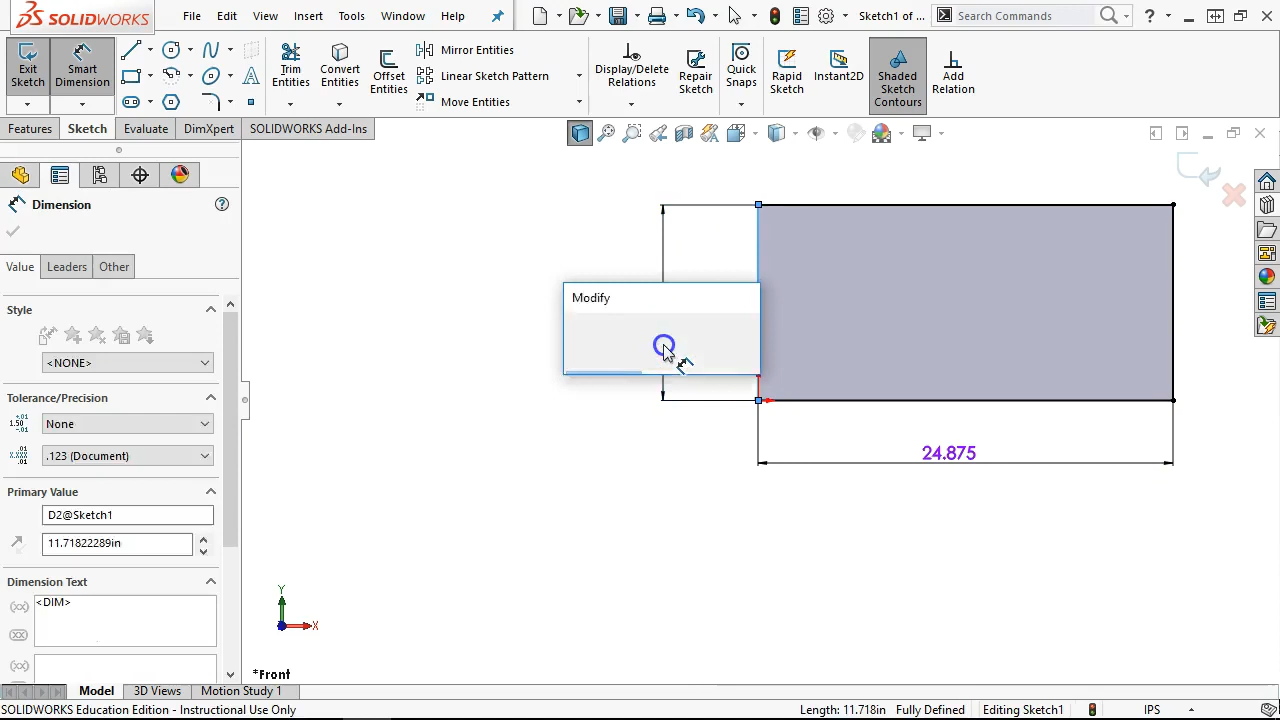 SOLIDWORKS
File Edit View Insert Tools Window Help
Sketch1 of ...
Search Commands
Exit Sketch
Smart Dimension
Trim Entities
Convert Entities
Offset Entities
Mirror Entities
Linear Sketch Pattern
Move Entities
Display/Delete Relations
Repair Sketch
Quick Snaps
Rapid Sketch
Instant2D
Shaded Sketch Contours
Add Relation
Features Sketch Evaluate DimXpert SOLIDWORKS Add-Ins
Dimension
Value Leaders Other
Style
<NONE>
Tolerance/Precision
None
.123 (Document)
Primary Value
D2@Sketch1
11.71822289in
Dimension Text
<DIM>
Modify
24.875
Y
X
*Front
Model 3D Views Motion Study 1
SOLIDWORKS Education Edition - Instructional Use Only
Length: 11.718in Fully Defined Editing Sketch1 IPS